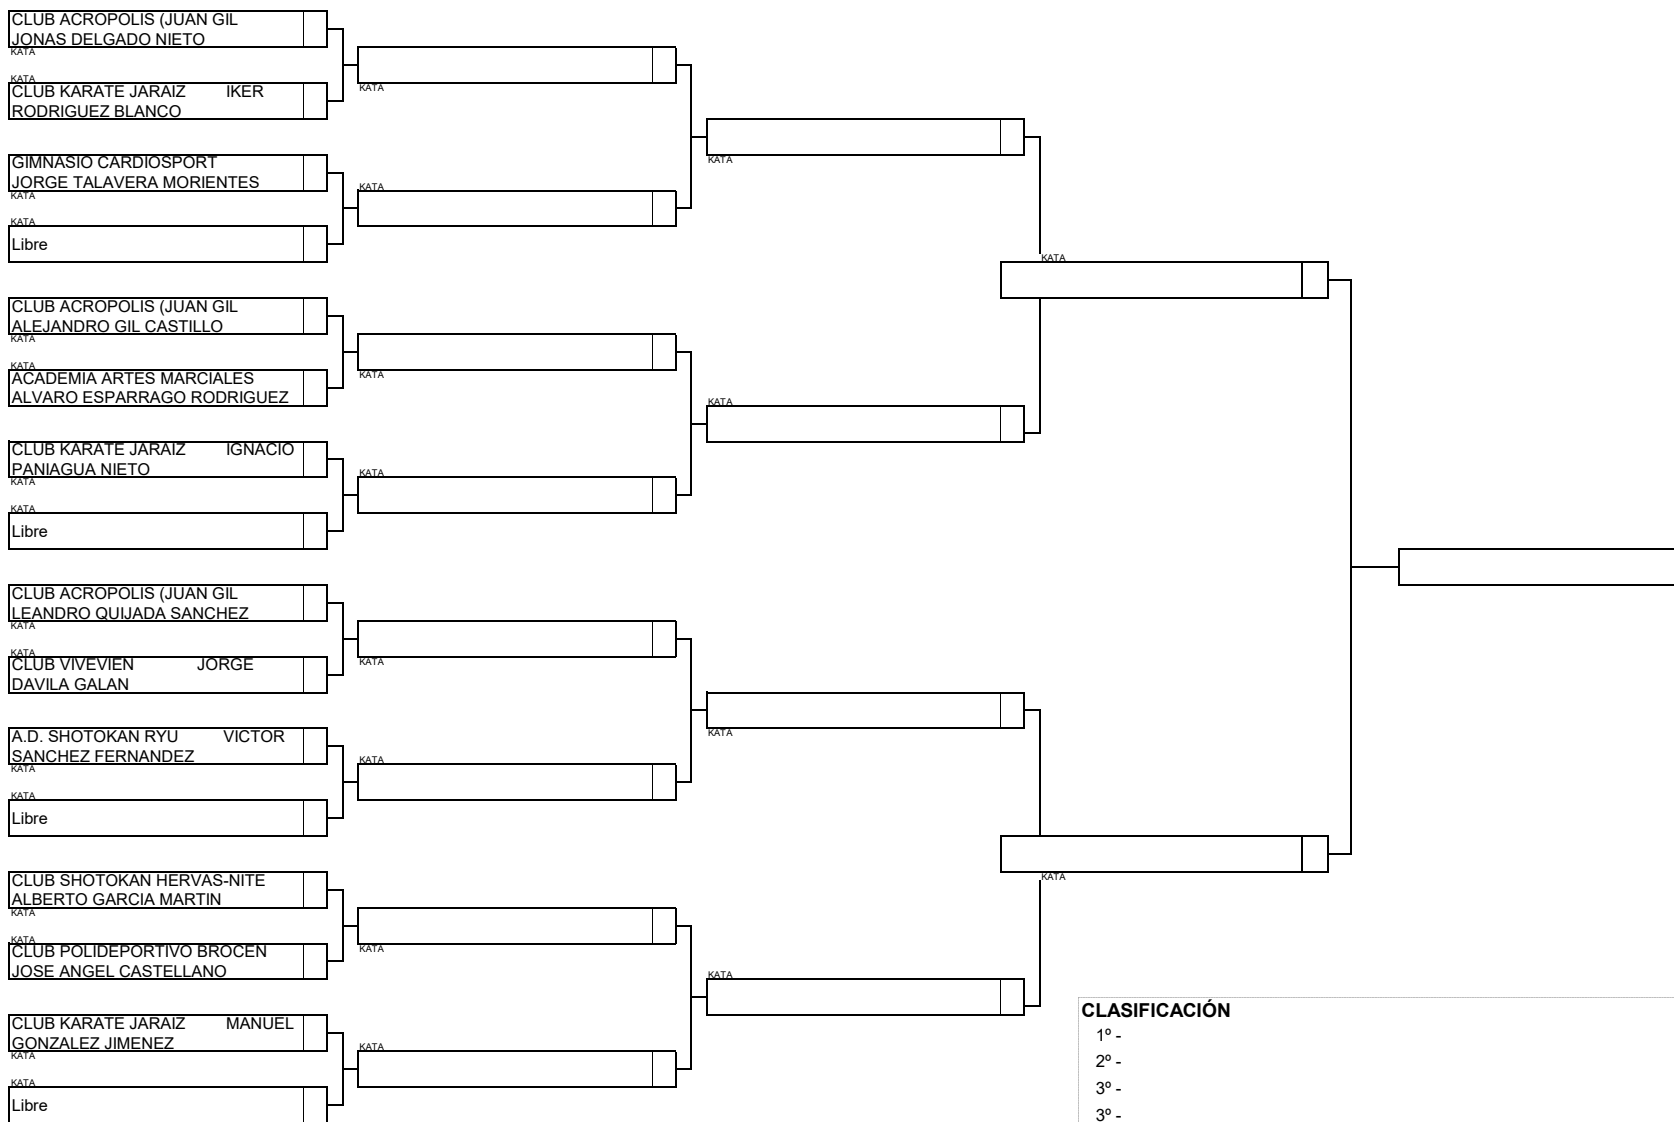 CLUB ACROPOLIS (JUAN GIL
JONAS DELGADO NIETO
KATA
KATA
CLUB KARATE JARAIZ IKER
RODRIGUEZ BLANCO
GIMNASIO CARDIOSPORT
JORGE TALAVERA MORIENTES
KATA
KATA
Libre
CLUB ACROPOLIS (JUAN GIL
ALEJANDRO GIL CASTILLO
KATA
KATA
ACADEMIA ARTES MARCIALES
ALVARO ESPARRAGO RODRIGUEZ
CLUB KARATE JARAIZ IGNACIO
PANIAGUA NIETO
KATA
KATA
Libre
CLUB ACROPOLIS (JUAN GIL
LEANDRO QUIJADA SANCHEZ
KATA
KATA
CLUB VIVEVIEN JORGE
DAVILA GALAN
A.D. SHOTOKAN RYU VICTOR
SANCHEZ FERNANDEZ
KATA
KATA
Libre
CLUB SHOTOKAN HERVAS-NITE
ALBERTO GARCIA MARTIN
KATA
KATA
CLUB POLIDEPORTIVO BROCEN
JOSE ANGEL CASTELLANO
CLUB KARATE JARAIZ MANUEL
GONZALEZ JIMENEZ
KATA
KATA
Libre
KATA
KATA
KATA
KATA
KATA
KATA
KATA
KATA
KATA
KATA
KATA
KATA
KATA
KATA
CLASIFICACIÓN
1º -
2º -
3º -
3º -